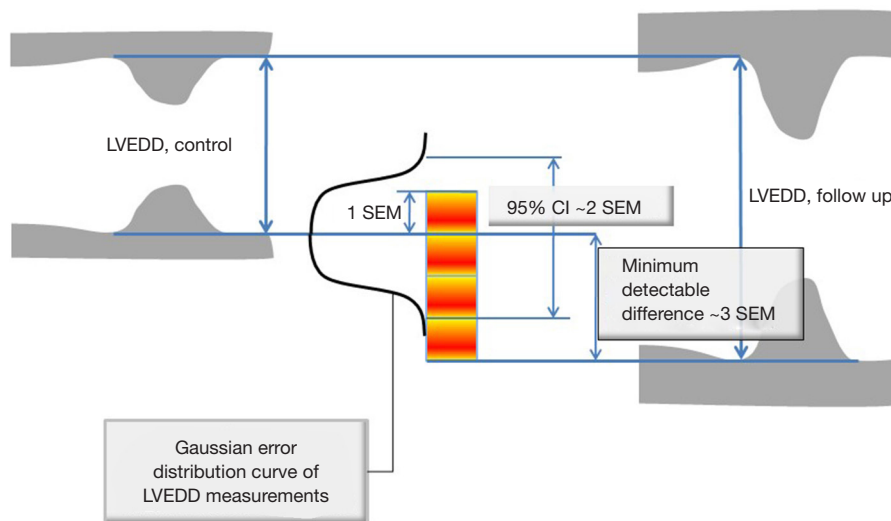 LVEDD, control
1 SEM
95% CI ~2 SEM
LVEDD, follow up
Minimum
detectable
difference ~3 SEM
Gaussian error
distribution curve of
LVEDD measurements